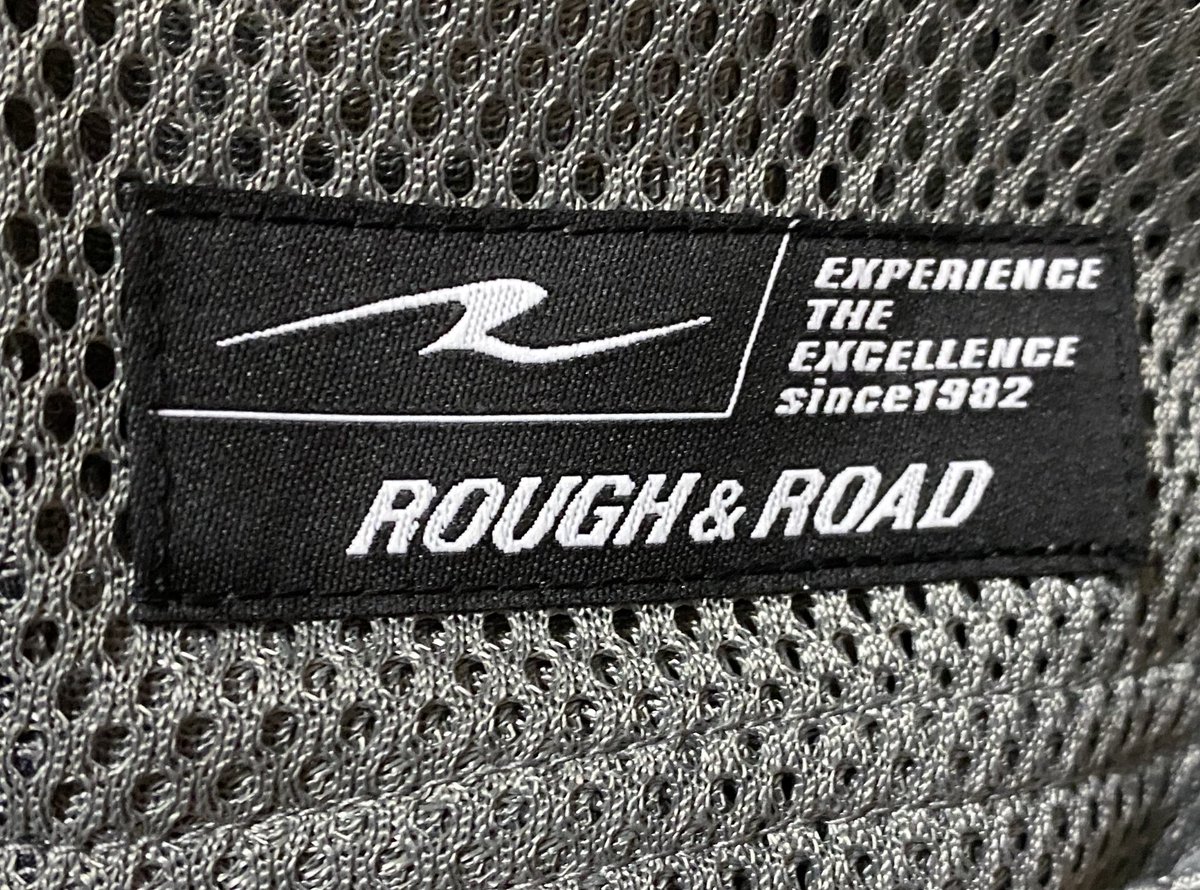 EXPERIENCE
THE
EXCELLENCE
since1982
ROUGH & ROAD